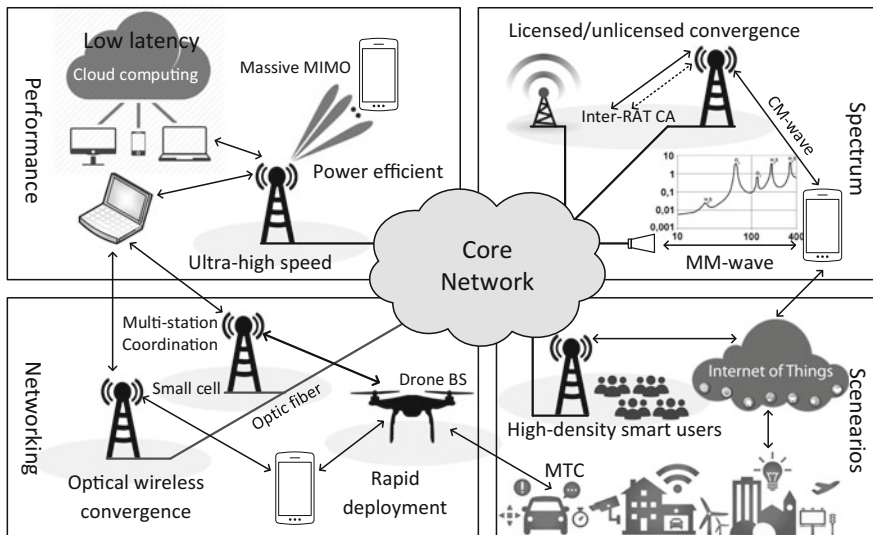 Performance
Low latency
Cloud computing
Massive MIMO
Power efficient
Ultra-high speed
Licensed/unlicensed convergence
Inter-RAT CA
CM-wave
Spectrum
100
10
1
0,1
0,01
0,001
10
100
400
MM-wave
Core
Network
Networking
Multi-station
Coordination
Small cell
Optic fiber
Drone BS
Optical wireless
convergence
Rapid
deployment
Internet of Things
High-density smart users
MTC
Scenearios